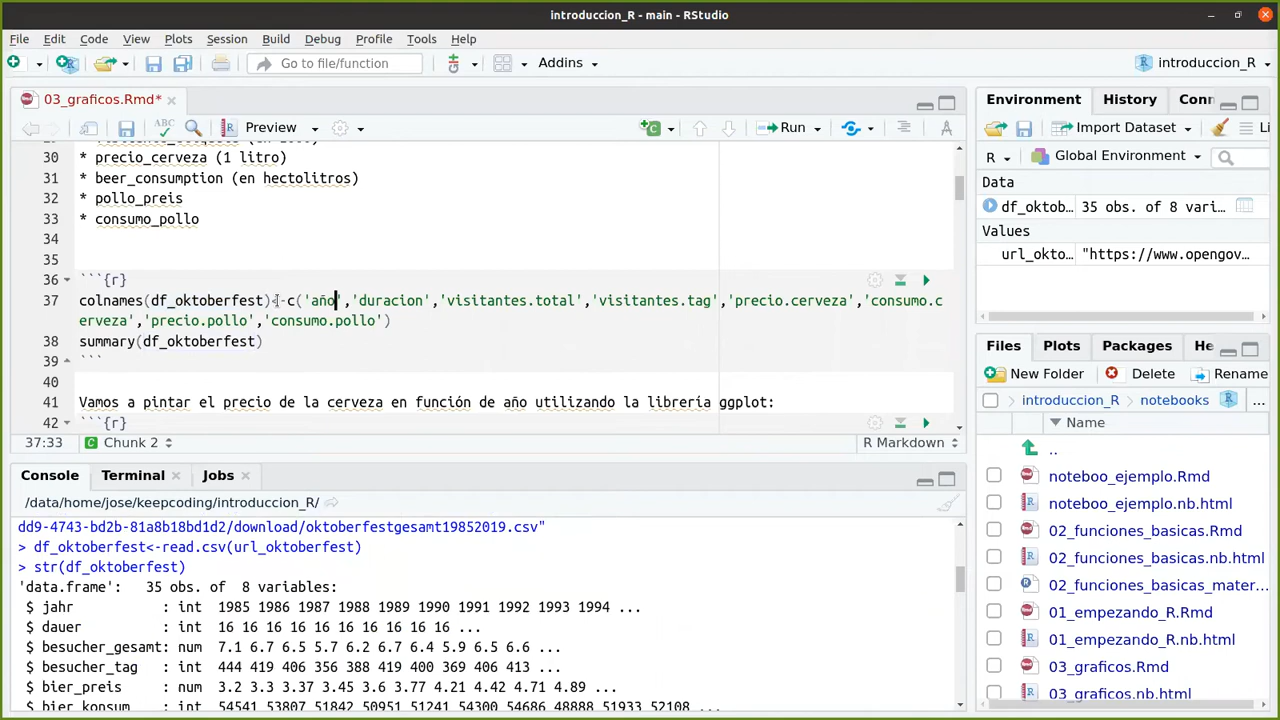 introduccion_R - main - RStudio
File Edit Code View Plots Session Build Debug Profile Tools Help
Go to file/function Addins introduccion_R
03_graficos.Rmd*
ABC Preview Run
30 * precio_cerveza (1 litro)
31 * beer_consumption (en hectolitros)
32 * pollo_preis
33 * consumo_pollo
34
35
36 ```{r}
37 colnames(df_oktoberfest)<-c('año','duracion','visitantes.total','visitantes.tag','precio.cerveza','consumo.c
erveza','precio.pollo','consumo.pollo')
38 summary(df_oktoberfest)
39 ```
40
41 Vamos a pintar el precio de la cerveza en función de año utilizando la librería ggplot:
42 ```{r}
37:33 Chunk 2 R Markdown
Console Terminal Jobs
/data/home/jose/keepcoding/introduccion_R/
dd9-4743-bd2b-81a8b18bd1d2/download/oktoberfestgesamt19852019.csv"
> df_oktoberfest<-read.csv(url_oktoberfest)
> str(df_oktoberfest)
'data.frame': 35 obs. of 8 variables:
$ jahr : int 1985 1986 1987 1988 1989 1990 1991 1992 1993 1994 ...
$ dauer : int 16 16 16 16 16 16 16 16 16 16 ...
$ besucher_gesamt: num 7.1 6.7 6.5 5.7 6.2 6.7 6.4 5.9 6.5 6.6 ...
$ besucher_tag : int 444 419 406 356 388 419 400 369 406 413 ...
$ bier_preis : num 3.2 3.3 3.37 3.45 3.6 3.77 4.21 4.42 4.71 4.89 ...
Environment History Conn
Import Dataset Li
R Global Environment
Data
df_oktob... 35 obs. of 8 vari...
Values
url_okto... "https://www.opengov...
Files Plots Packages He
New Folder Delete Rename
introduccion_R notebooks ...
Name
..
noteboo_ejemplo.Rmd
noteboo_ejemplo.nb.html
02_funciones_basicas.Rmd
02_funciones_basicas.nb.html
02_funciones_basicas_mater...
01_empezando_R.Rmd
01_empezando_R.nb.html
03_graficos.Rmd
03_graficos.nb.html